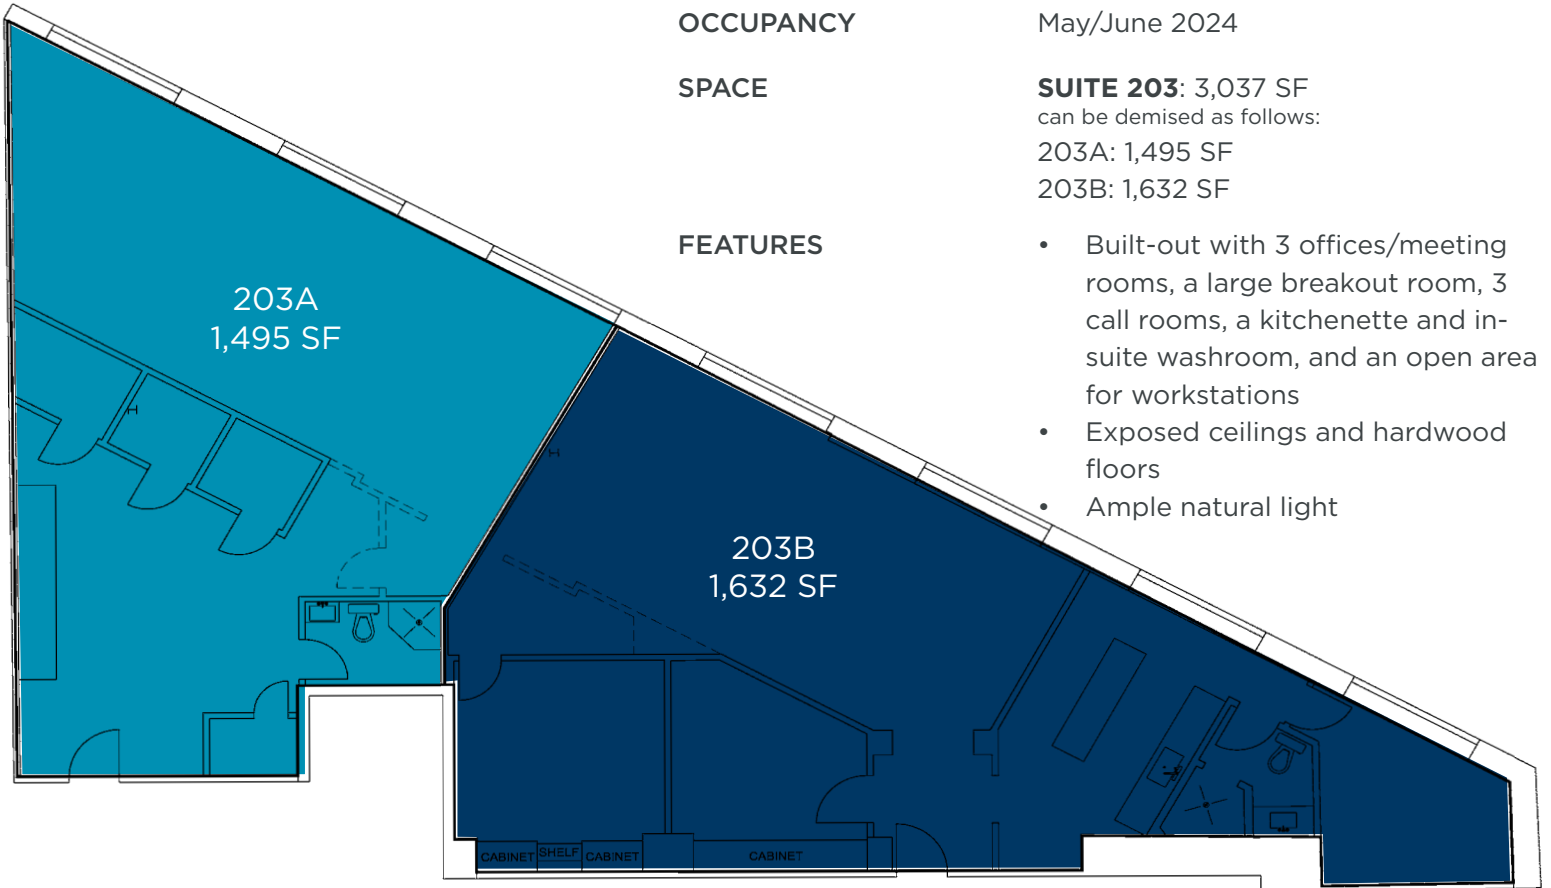 OCCUPANCY
May/June 2024
SPACE
SUITE 203: 3,037 SF
can be demised as follows:
203A: 1,495 SF
203B: 1,632 SF
FEATURES
• Built-out with 3 offices/meeting
rooms, a large breakout room, 3
call rooms, a kitchenette and in-
suite washroom, and an open area
for workstations
• Exposed ceilings and hardwood
floors
• Ample natural light
203A
1,495 SF
203B
1,632 SF
CABINET
SHELF
CABINET
CABINET